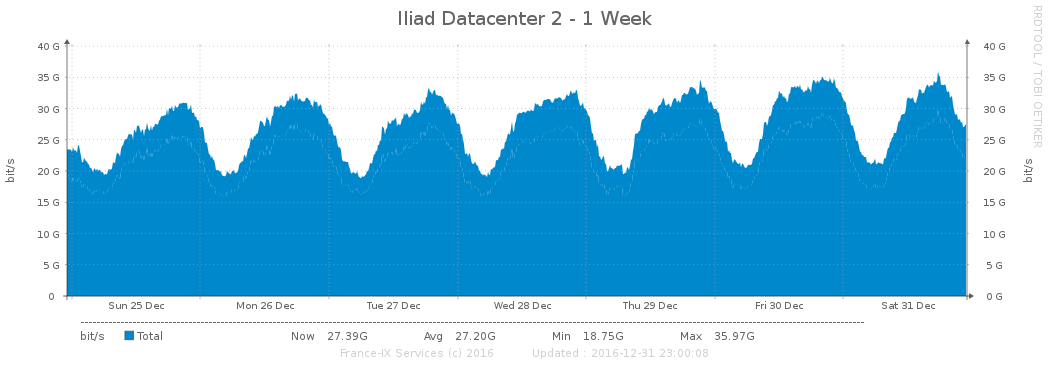 Iliad Datacenter 2 - 1 Week
RRDTOOL / TOBI OETIKER
bit/s
bit/s
40 G 40 G
35 G 35 G
30 G 30 G
25 G 25 G
20 G 20 G
15 G 15 G
10 G 10 G
5 G 5 G
0 0 G
Sun 25 Dec Mon 26 Dec Tue 27 Dec Wed 28 Dec Thu 29 Dec Fri 30 Dec Sat 31 Dec
bit/s Total Now 27.39G Avg 27.20G Min 18.75G Max 35.97G
France-IX Services (c) 2016 Updated : 2016-12-31 23:00:08